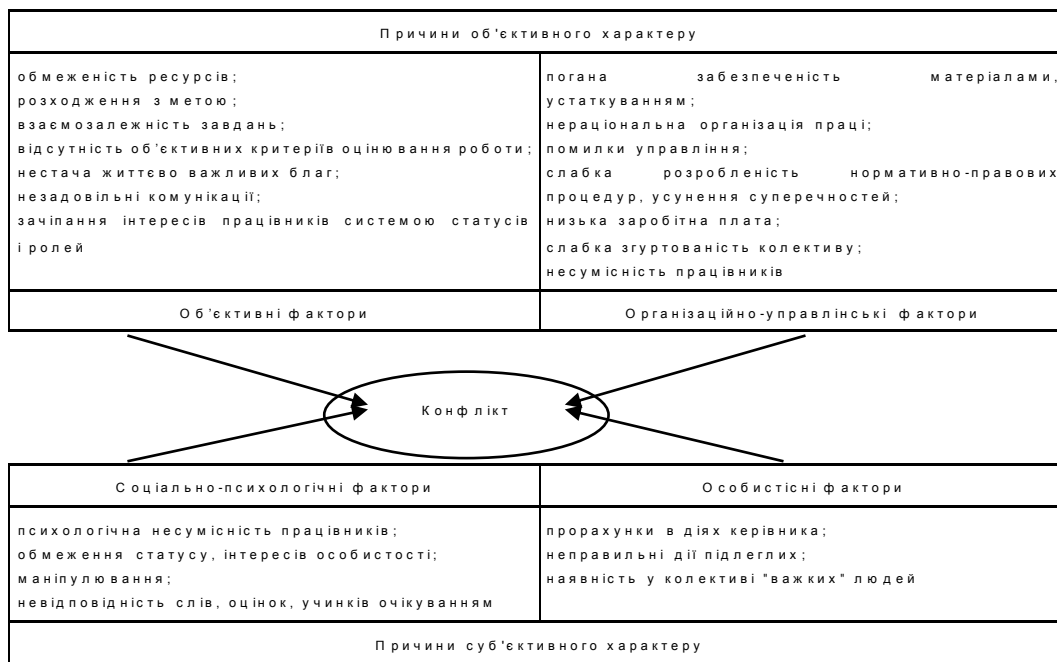 Причини об'єктивного характеру
обмеженість ресурсів;
розходження з метою;
взаємозалежність завдань;
відсутність об'єктивних критеріїв оцінювання роботи;
нестача життєво важливих благ;
незадовільні комунікації;
зачіпання інтересів працівників системою статусів
і ролей
погана забезпеченість матеріалами,
устаткуванням;
нераціональна організація праці;
помилки управління;
слабка розробленість нормативно-правових
процедур, усунення суперечностей;
низька заробітна плата;
слабка згуртованість колективу;
несумісність працівників
Об'єктивні фактори
Організаційно-управлінські фактори
Конфлікт
Соціально-психологічні фактори
Особистісні фактори
психологічна несумісність працівників;
обмеження статусу, інтересів особистості;
маніпулювання;
невідповідність слів, оцінок, учинків очікуванням
прорахунки в діях керівника;
неправильні дії підлеглих;
наявність у колективі "важких" людей
Причини суб'єктивного характеру